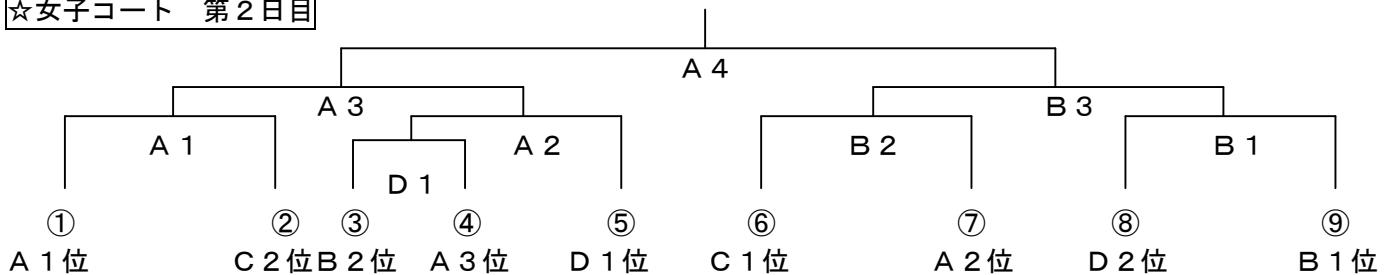 ☆女子コート 第２日目
Ａ４
Ａ３ Ｂ３
Ａ１ Ａ２ Ｂ２ Ｂ１
Ｄ１
① ② ③ ④ ⑤ ⑥ ⑦ ⑧ ⑨
Ａ１位 Ｃ２位 Ｂ２位 Ａ３位 Ｄ１位 Ｃ１位 Ａ２位 Ｄ２位 Ｂ１位